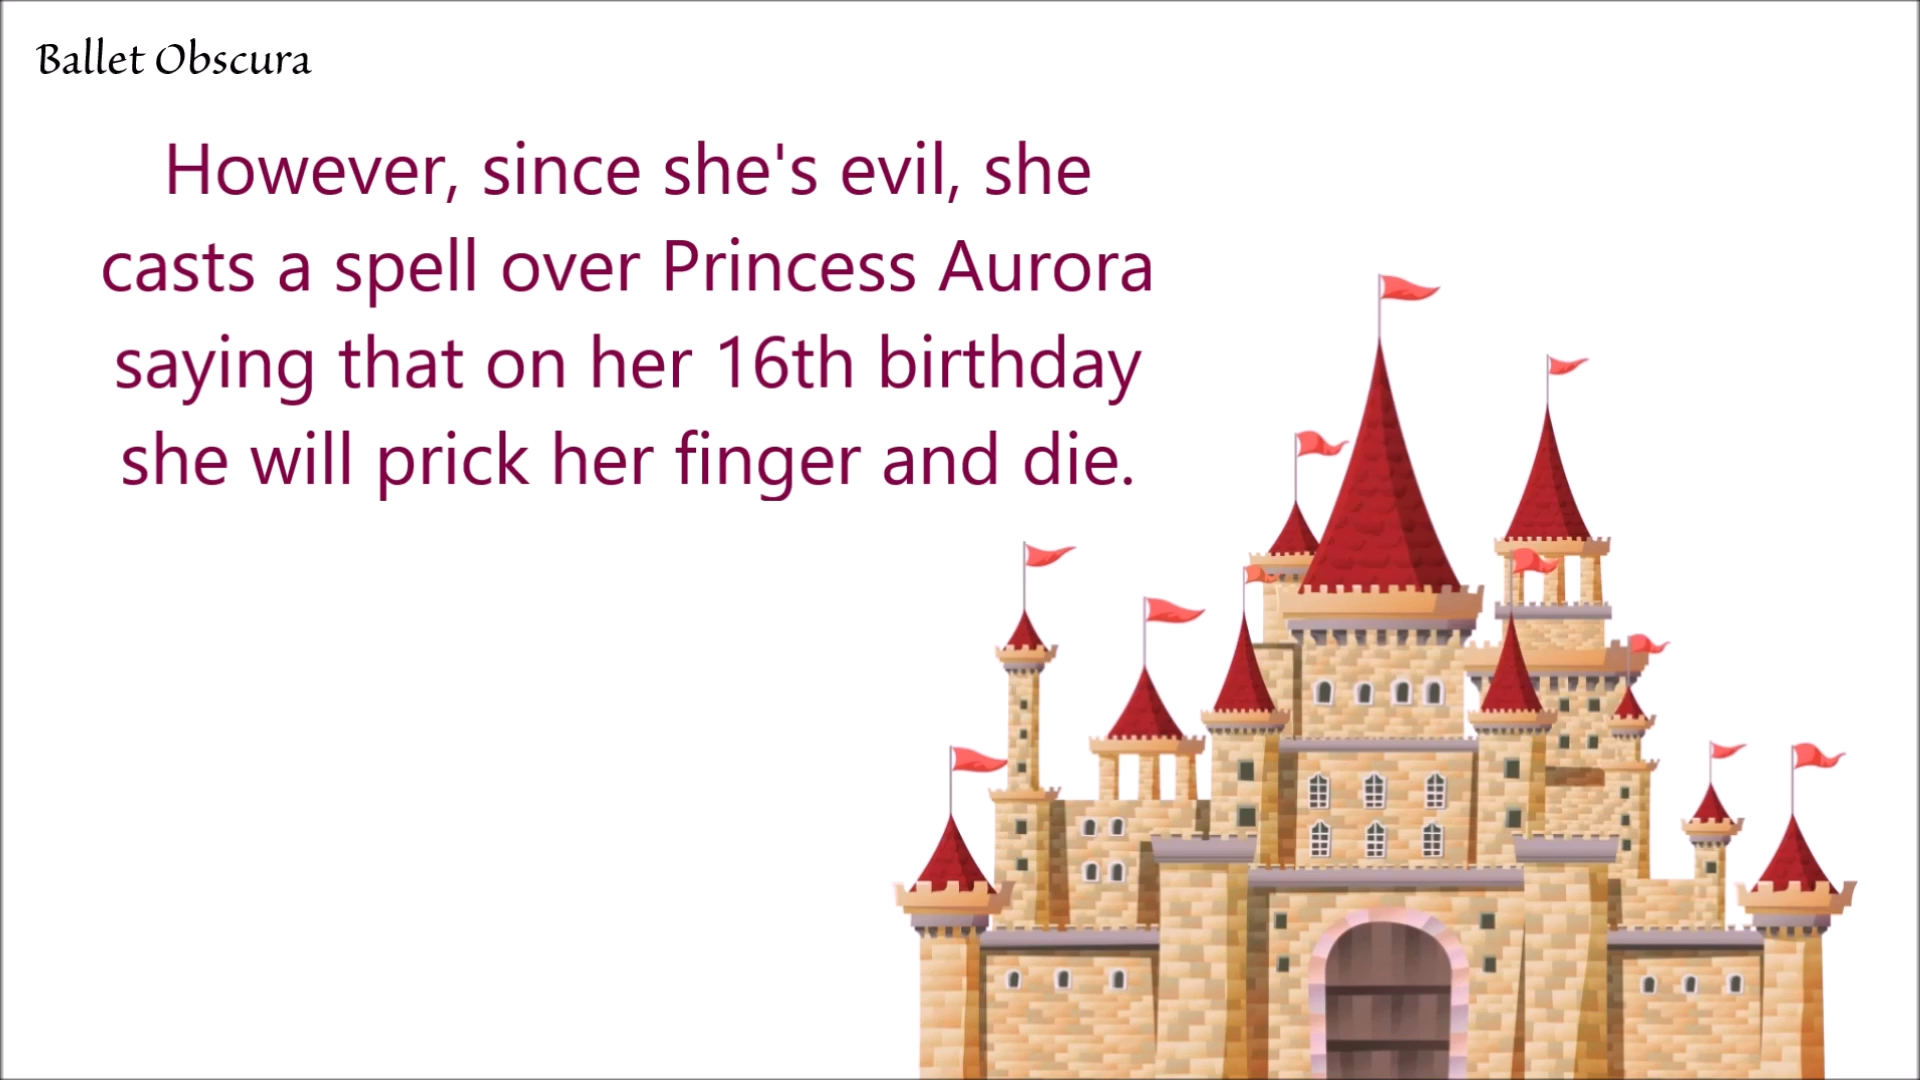 Ballet Obscura
However, since she's evil, she
casts a spell over Princess Aurora
saying that on her 16th birthday
she will prick her finger and die.